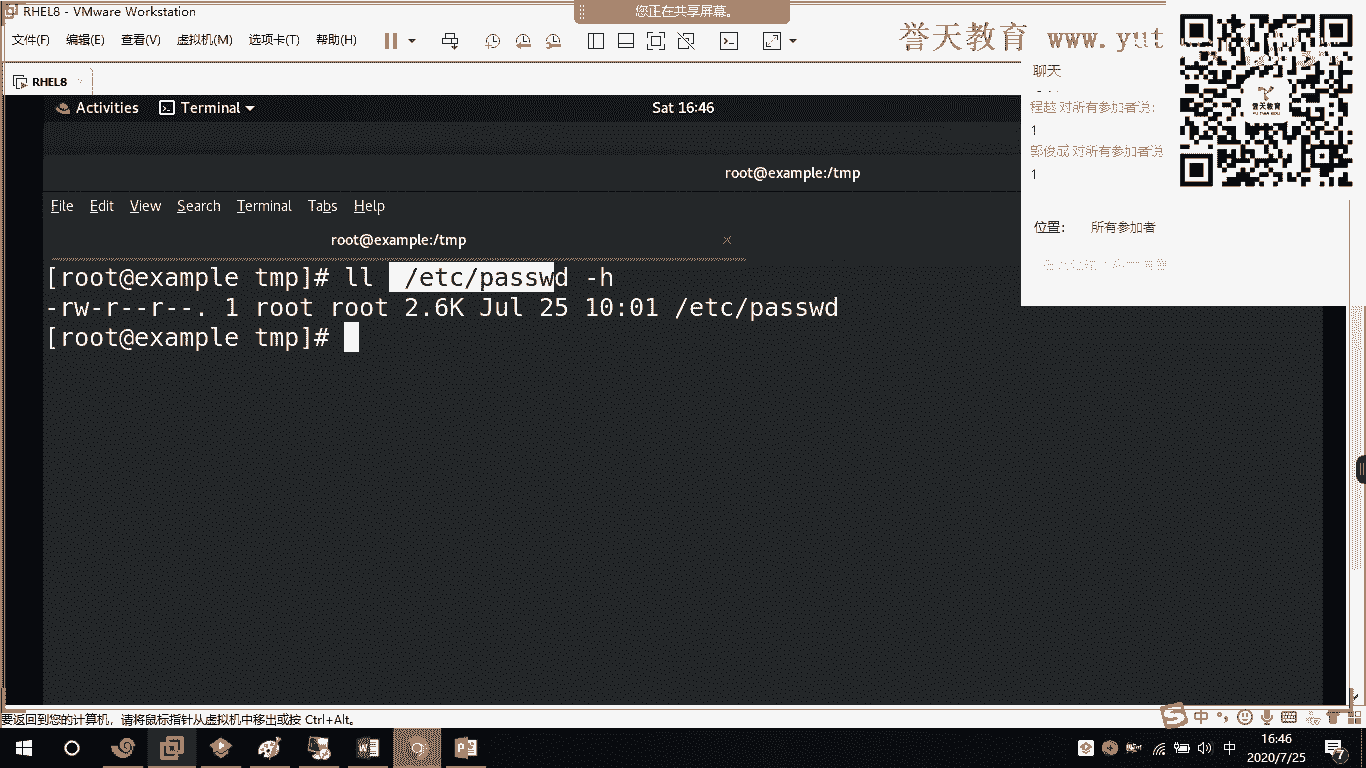 RHEL8 - VMware Workstation
您正在共享屏幕。
文件(F) 编辑(E) 查看(V) 虚拟机(M) 选项卡(T) 帮助(H)
誉天教育 www.yut
RHEL8
聊天
程越 对所有参加者说:
1
郭俊成 对所有参加者说
1
位置: 所有参加者
誉天教育
Activities Terminal Sat 16:46
root@example:/tmp
File Edit View Search Terminal Tabs Help
root@example:/tmp
[root@example tmp]# ll /etc/passwd -h
-rw-r--r--. 1 root root 2.6K Jul 25 10:01 /etc/passwd
[root@example tmp]#
要返回到您的计算机，请将鼠标指针从虚拟机中移出或按 Ctrl+Alt。
中
中
16:46
2020/7/25
7